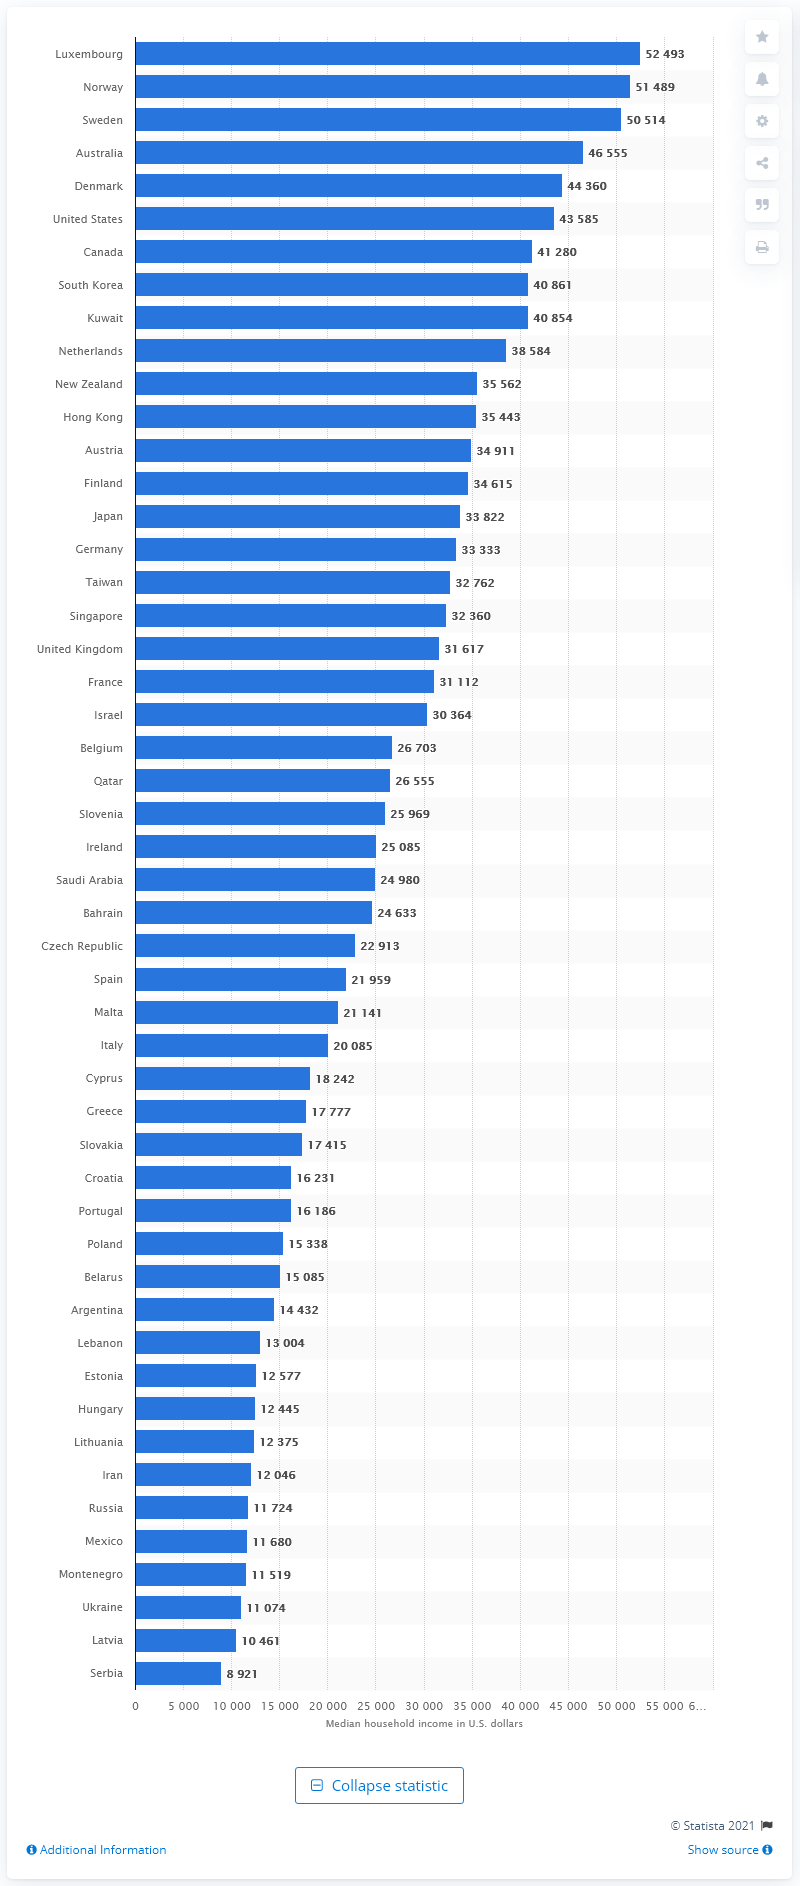 Luxembourg 52 493
Norway 51 489
Sweden 50 514
Australia 46 555
Denmark 44 360
United States 43 585
Canada 41 280
South Korea 40 861
Kuwait 40 854
Netherlands 38 584
New Zealand 35 562
Hong Kong 35 443
Austria 34 911
Finland 34 615
Japan 33 822
Germany 33 333
Taiwan 32 762
Singapore 32 360
United Kingdom 31 617
France 31 112
Israel 30 364
Belgium 26 703
Qatar 26 555
Slovenia 25 969
Ireland 25 085
Saudi Arabia 24 980
Bahrain 24 633
Czech Republic 22 913
Spain 21 959
Malta 21 141
Italy 20 085
Cyprus 18 242
Greece 17 777
Slovakia 17 415
Croatia 16 231
Portugal 16 186
Poland 15 338
Belarus 15 085
Argentina 14 432
Lebanon 13 004
Estonia 12 577
Hungary 12 445
Lithuania 12 375
Iran 12 046
Russia 11 724
Mexico 11 680
Montenegro 11 519
Ukraine 11 074
Latvia 10 461
Serbia 8 921
0 5 000 10 000 15 000 20 000 25 000 30 000 35 000 40 000 45 000 50 000 55 000 6...
Median household income in U.S. dollars
Collapse statistic
© Statista 2021
Additional Information Show source